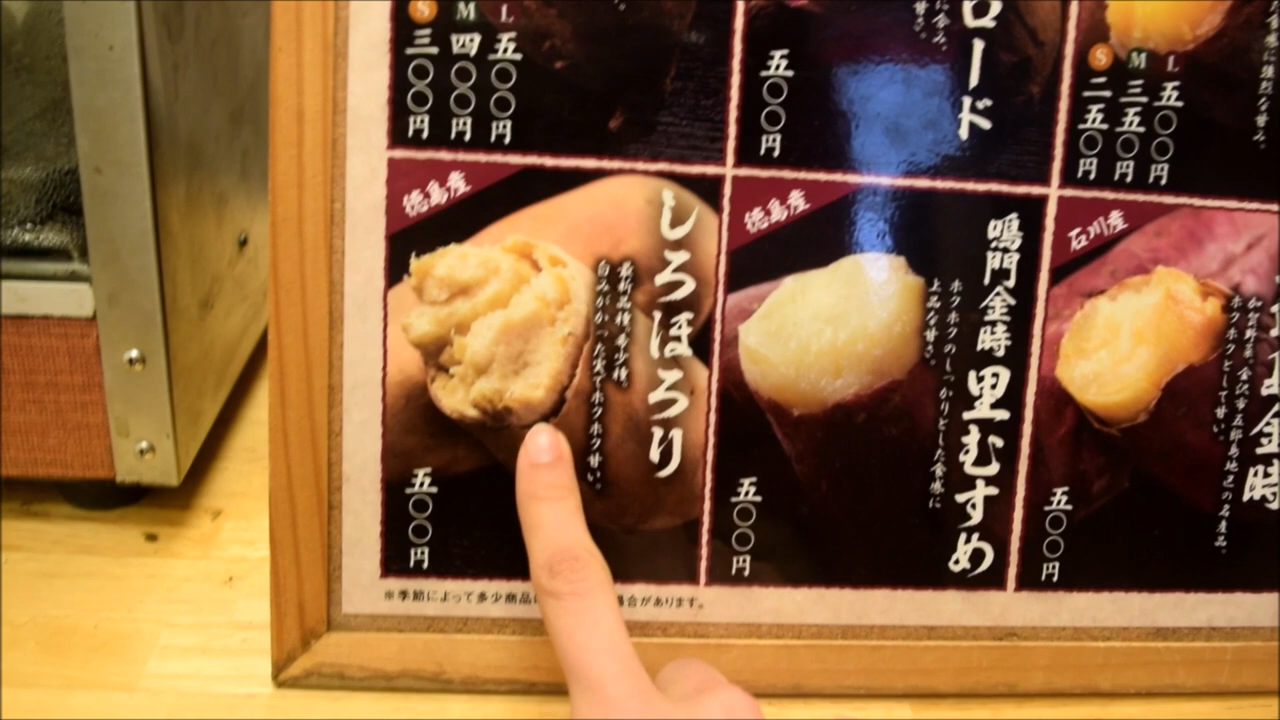 S M L
三〇〇円
四〇〇円
五〇〇円
五〇〇円
ロード
S M L
二五〇円
三五〇円
五〇〇円
徳島産
しろほろり
最新品種、希少種。
白みがかった実でホクホク甘い。
五〇〇円
徳島産
鳴門金時 里むすめ
ホクホクのしっかりとした食感に
上品な甘さ。
五〇〇円
石川産
金時
加賀野菜。金沢市五郎島地区の名産品。
ホクホクとして甘い。
五〇〇円
※季節によって多少商品
場合があります。